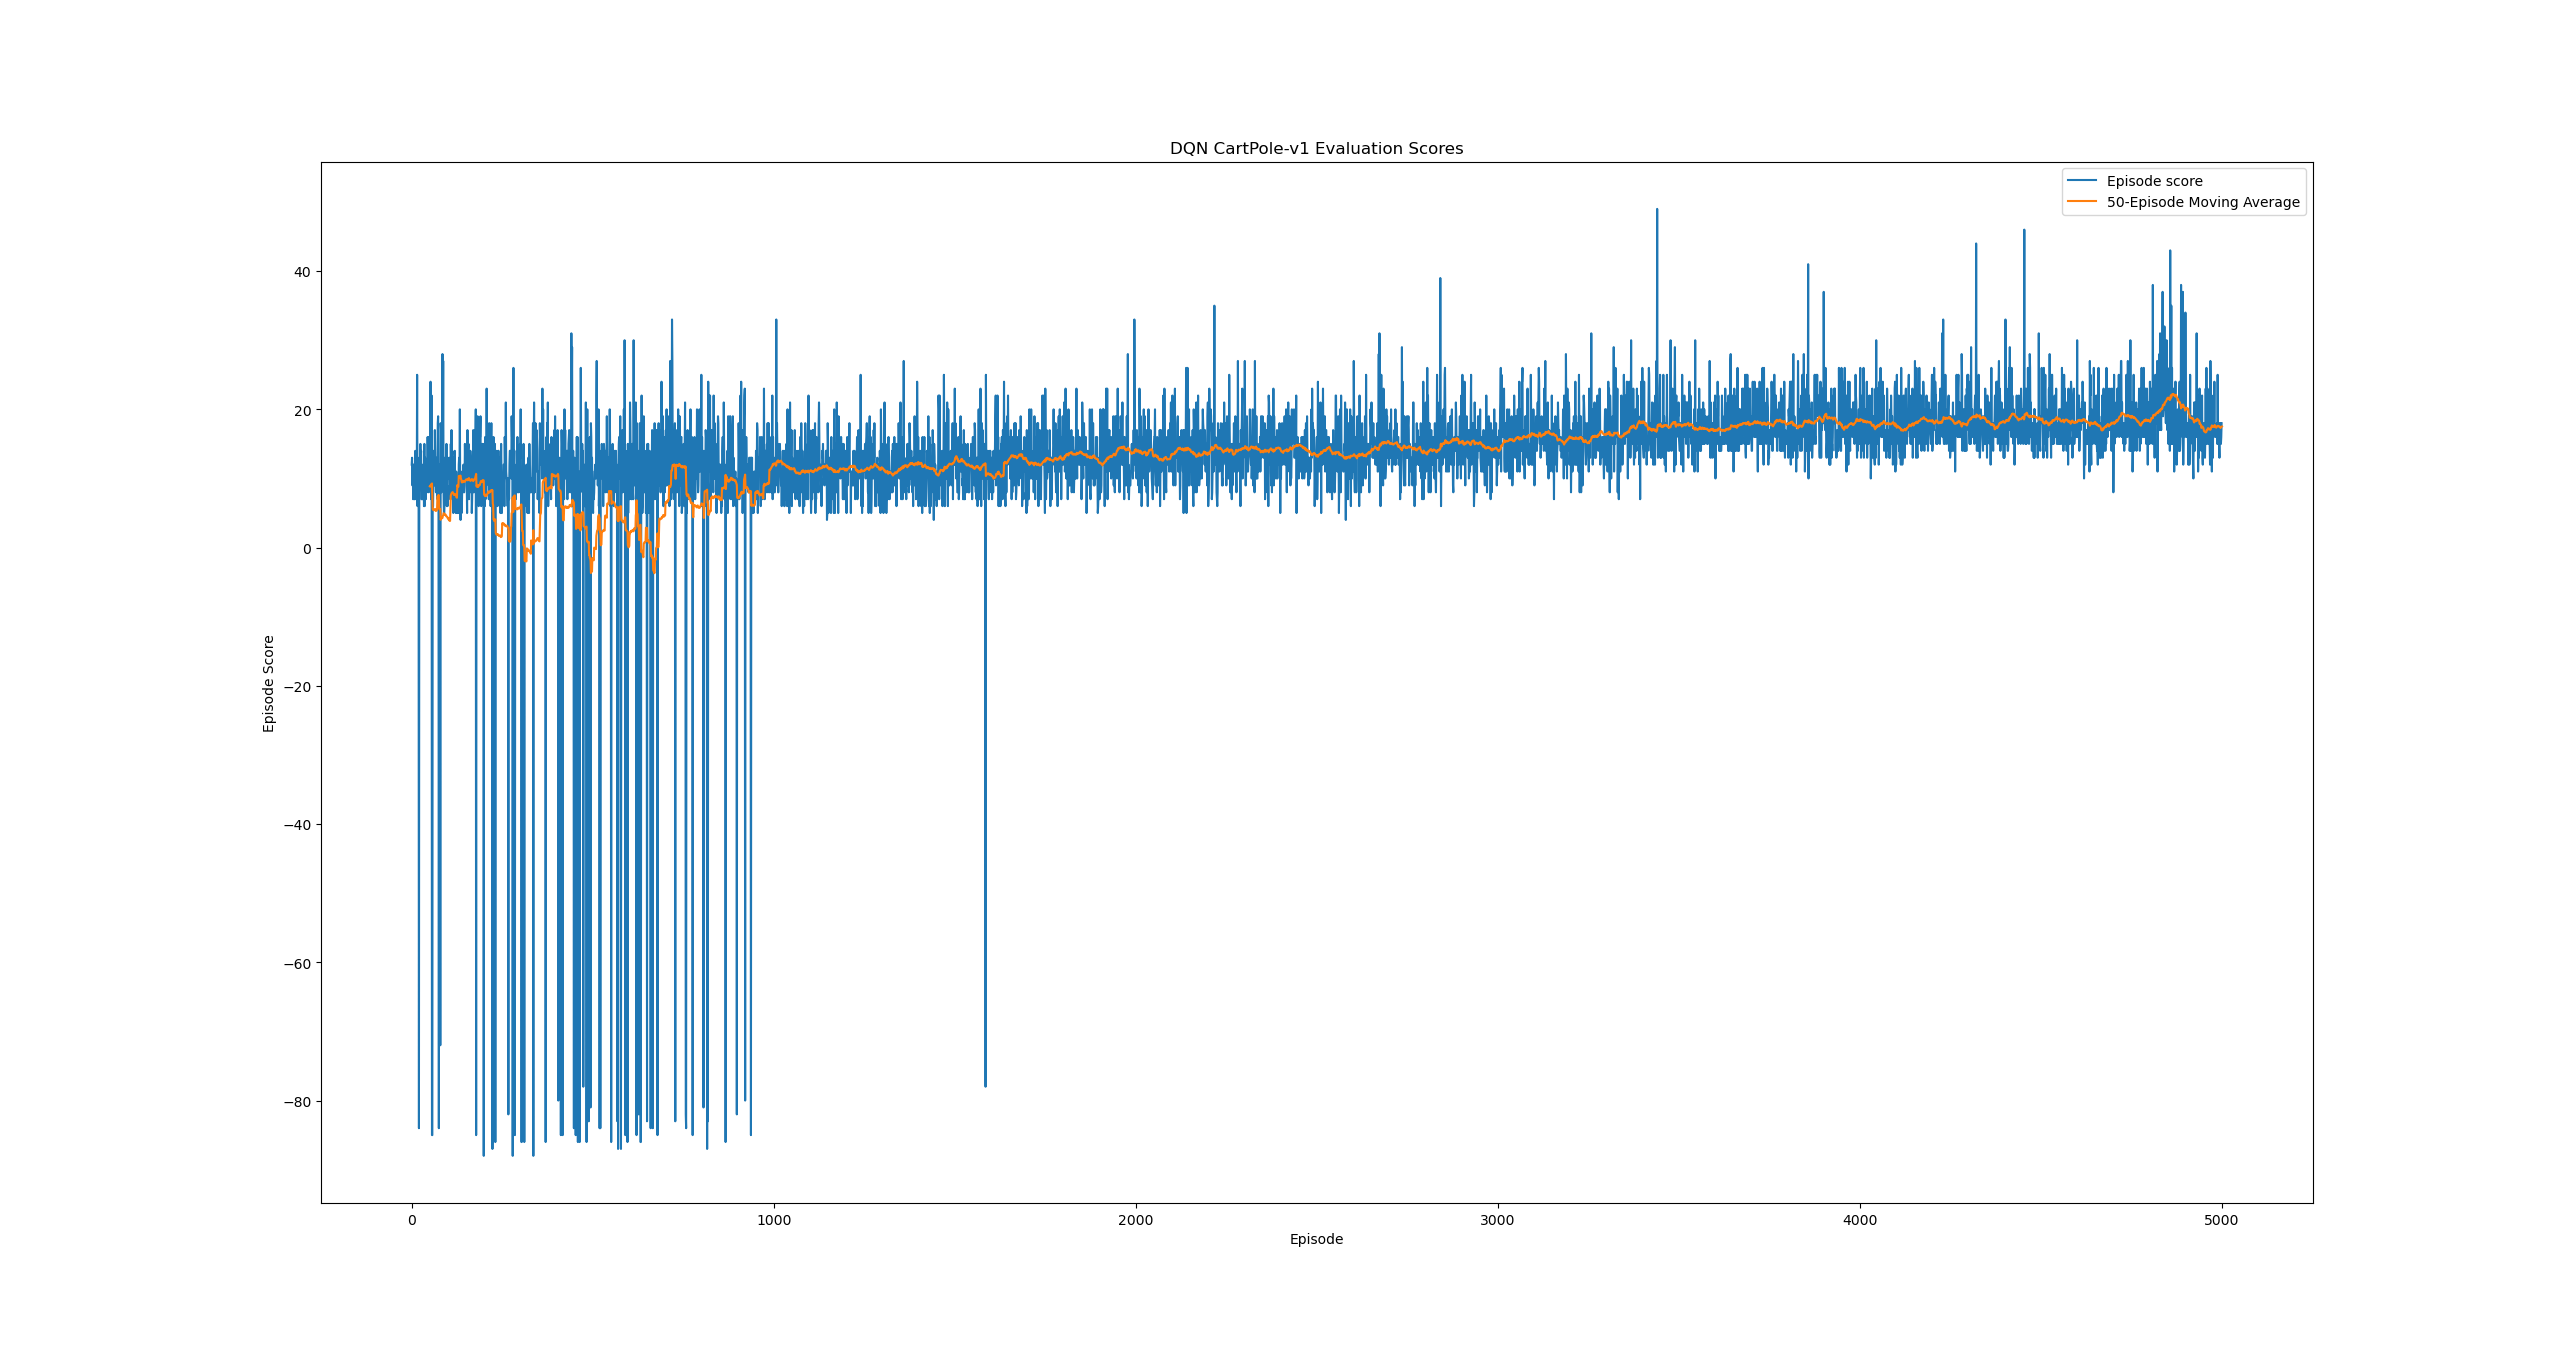 DQN CartPole-v1 Evaluation Scores
Episode score
50-Episode Moving Average
40
20
0
−20
−40
−60
−80
Episode Score
0
1000
2000
3000
4000
5000
Episode